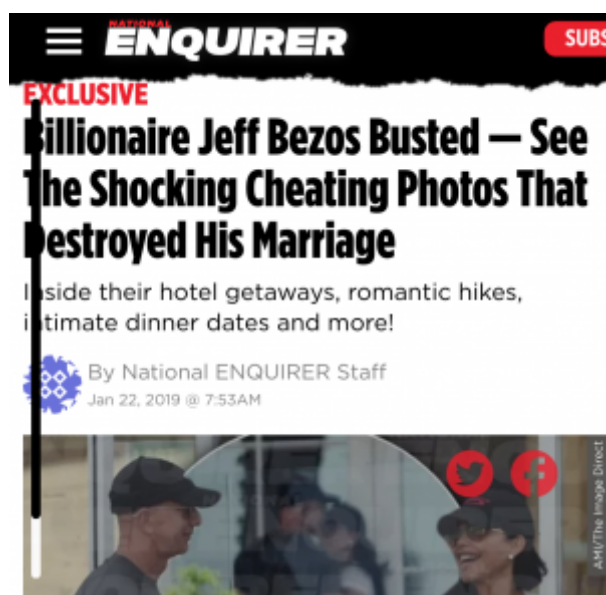 NATIONAL
ENQUIRER
SUBS
EXCLUSIVE
Billionaire Jeff Bezos Busted — See
The Shocking Cheating Photos That
Destroyed His Marriage
Inside their hotel getaways, romantic hikes,
intimate dinner dates and more!
By National ENQUIRER Staff
Jan 22, 2019 @ 7:53AM
AMI/The Image Direct